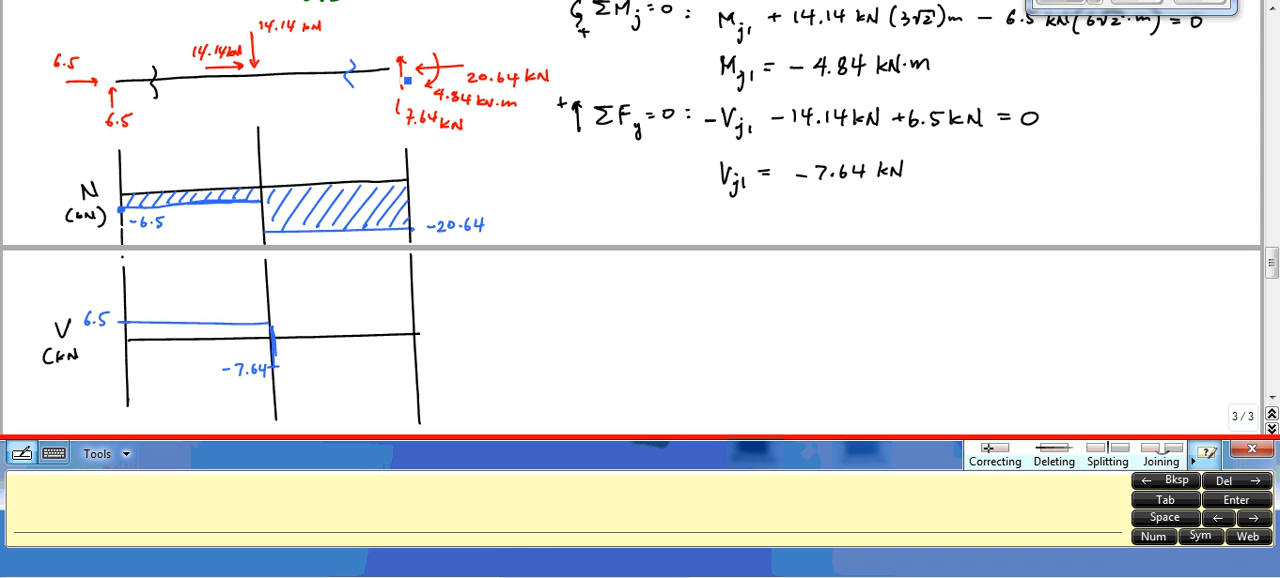 ΣMj = 0 : Mj1 + 14.14 kN (3√2) m − 6.5 kN (6√2 · m) = 0
Mj1 = − 4.84 kN·m
+↑ ΣFy = 0 : −Vj1 − 14.14 kN + 6.5 kN = 0
Vj1 = − 7.64 kN
14.14 kN
14.14 kN
6.5
6.5
20.64 kN
4.84 kN·m
7.64 kN
N
(kN)
−6.5
−20.64
V
(kN
6.5
−7.64
3 / 3
Tools
Correcting Deleting Splitting Joining
← Bksp Del →
Tab Enter
Space ← →
Num Sym Web